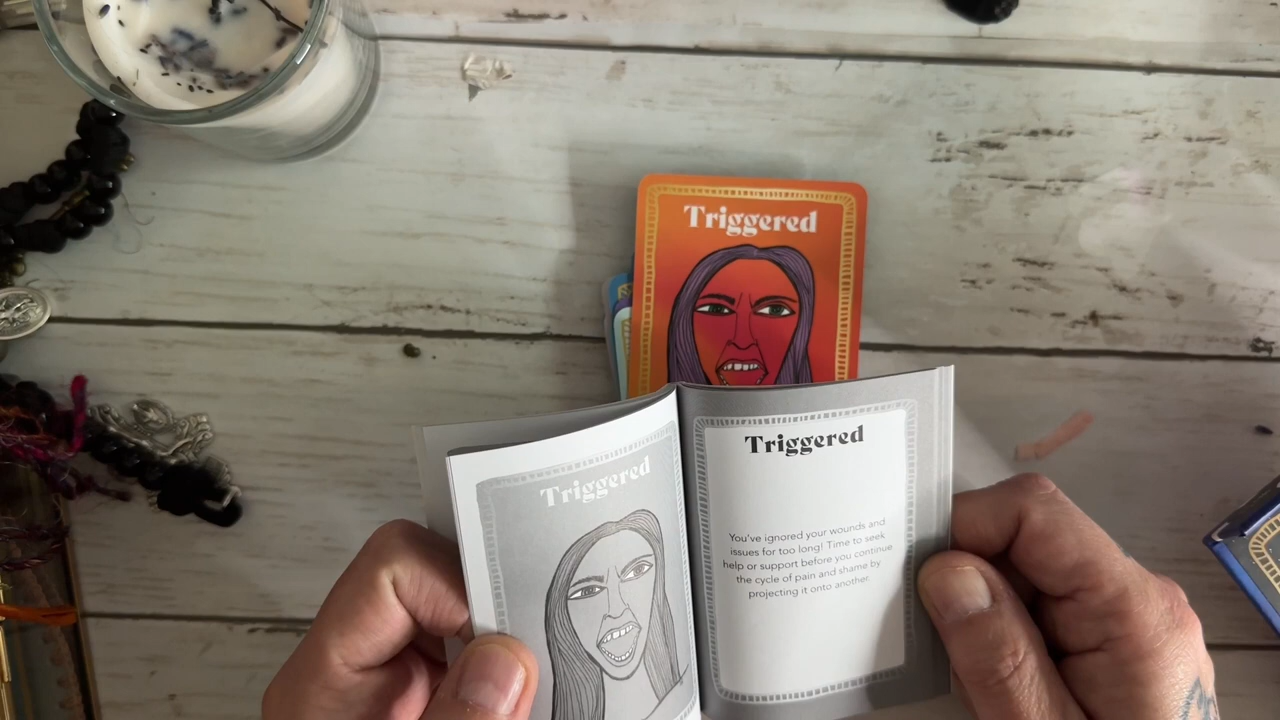 Triggered
Triggered
Triggered
You've ignored your wounds and
issues for too long! Time to seek
help or support before you continue
the cycle of pain and shame by
projecting it onto another.